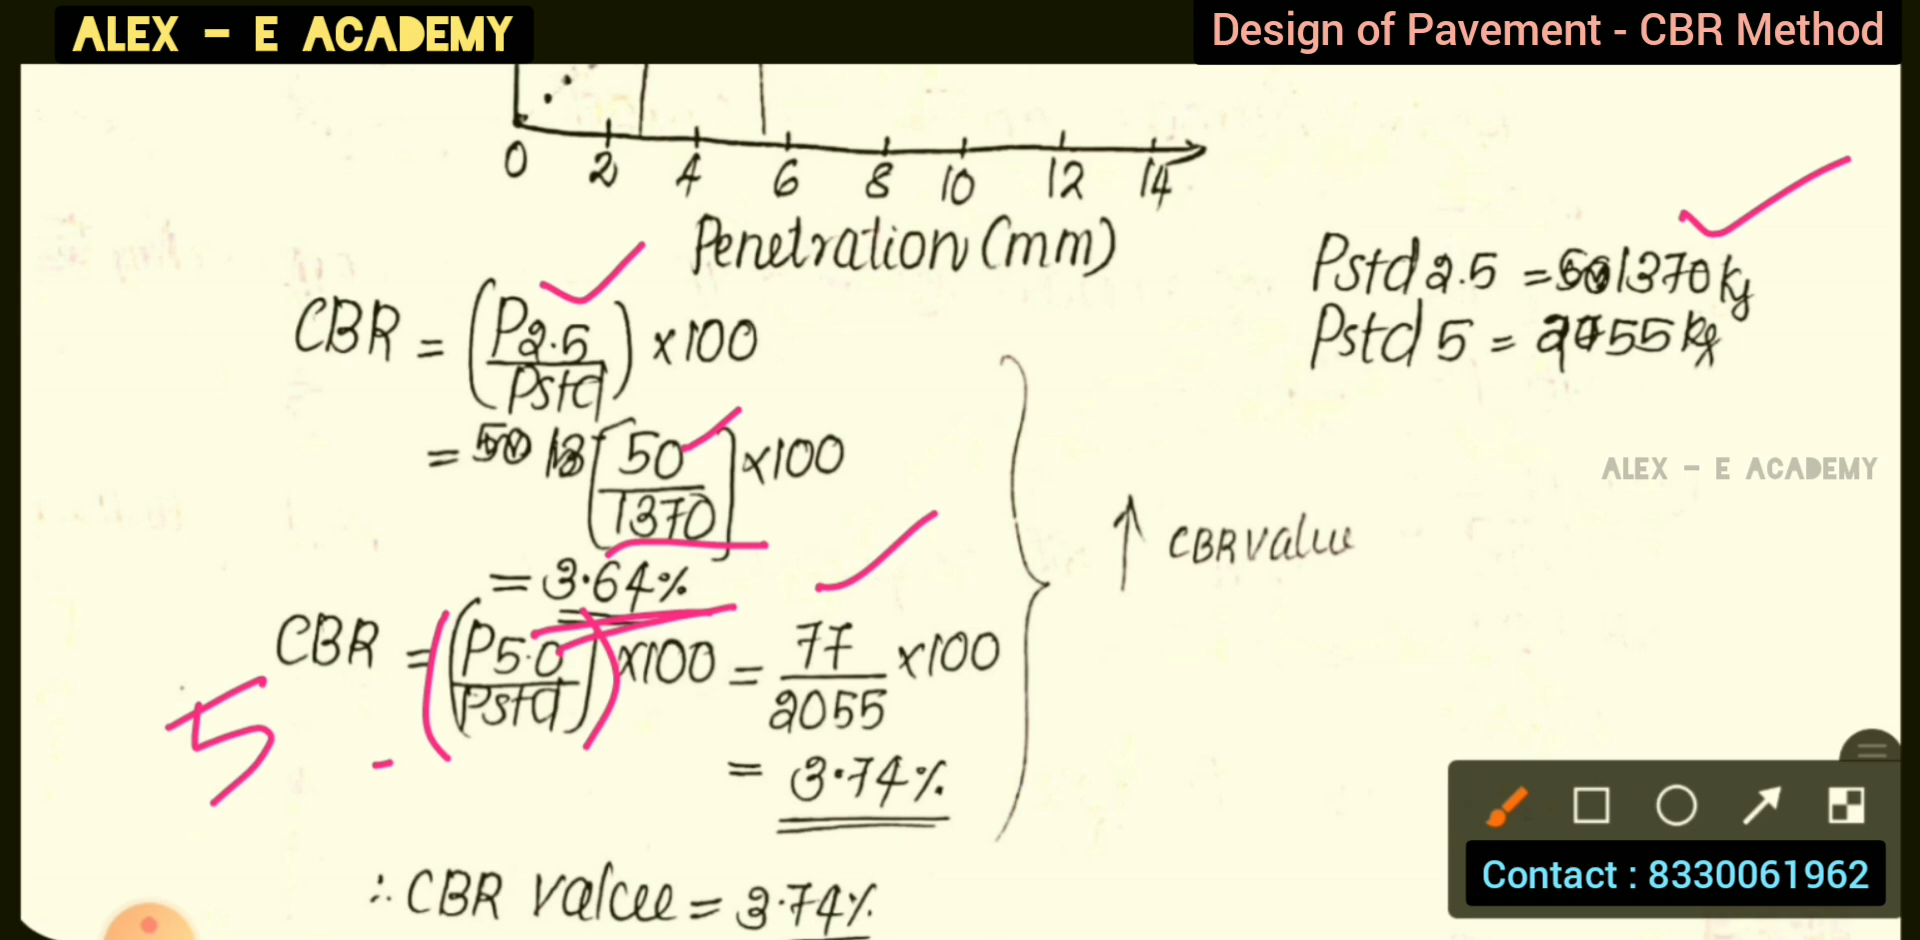 ALEX - E ACADEMY
Design of Pavement - CBR Method
0 2 4 6 8 10 12 14
Penetration (mm)
Pstd 2.5 = 1370 kg
Pstd 5 = 2055 kg
CBR = (P2.5 / Pstd) x100
= [50 / 1370] x100
= 3.64%
CBR = (P5.0 / Pstd) x100 = 77 / 2055 x100
= 3.74%
↑ CBR value
ALEX - E ACADEMY
5
∴ CBR value = 3.74%
Contact : 8330061962